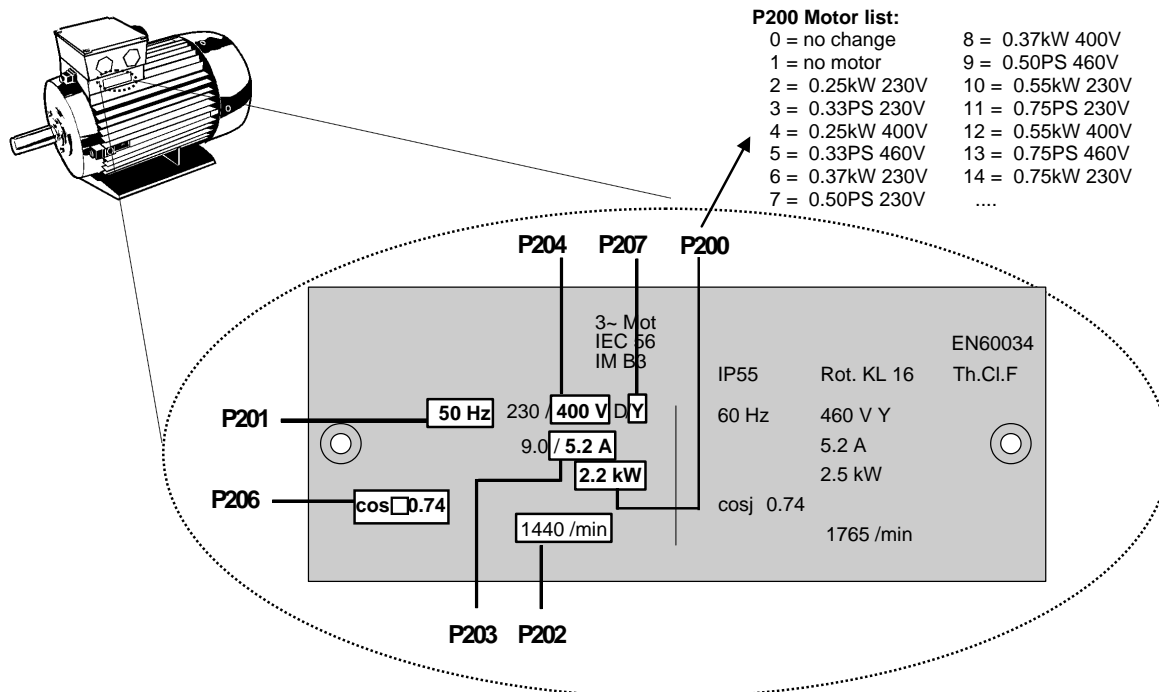 P200 Motor list:
0 = no change
1 = no motor
2 = 0.25kW 230V
3 = 0.33PS 230V
4 = 0.25kW 400V
5 = 0.33PS 460V
6 = 0.37kW 230V
7 = 0.50PS 230V
8 = 0.37kW 400V
9 = 0.50PS 460V
10 = 0.55kW 230V
11 = 0.75PS 230V
12 = 0.55kW 400V
13 = 0.75PS 460V
14 = 0.75kW 230V
....
P204 P207 P200
3~ Mot
IEC 56
IM B3
EN60034
IP55 Rot. KL 16 Th.Cl.F
P201
50 Hz 230 / 400 V D/Y 60 Hz 460 V Y
9.0 / 5.2 A 5.2 A
2.2 kW 2.5 kW
P206
cos□0.74 cosj 0.74
1440 /min 1765 /min
P203 P202